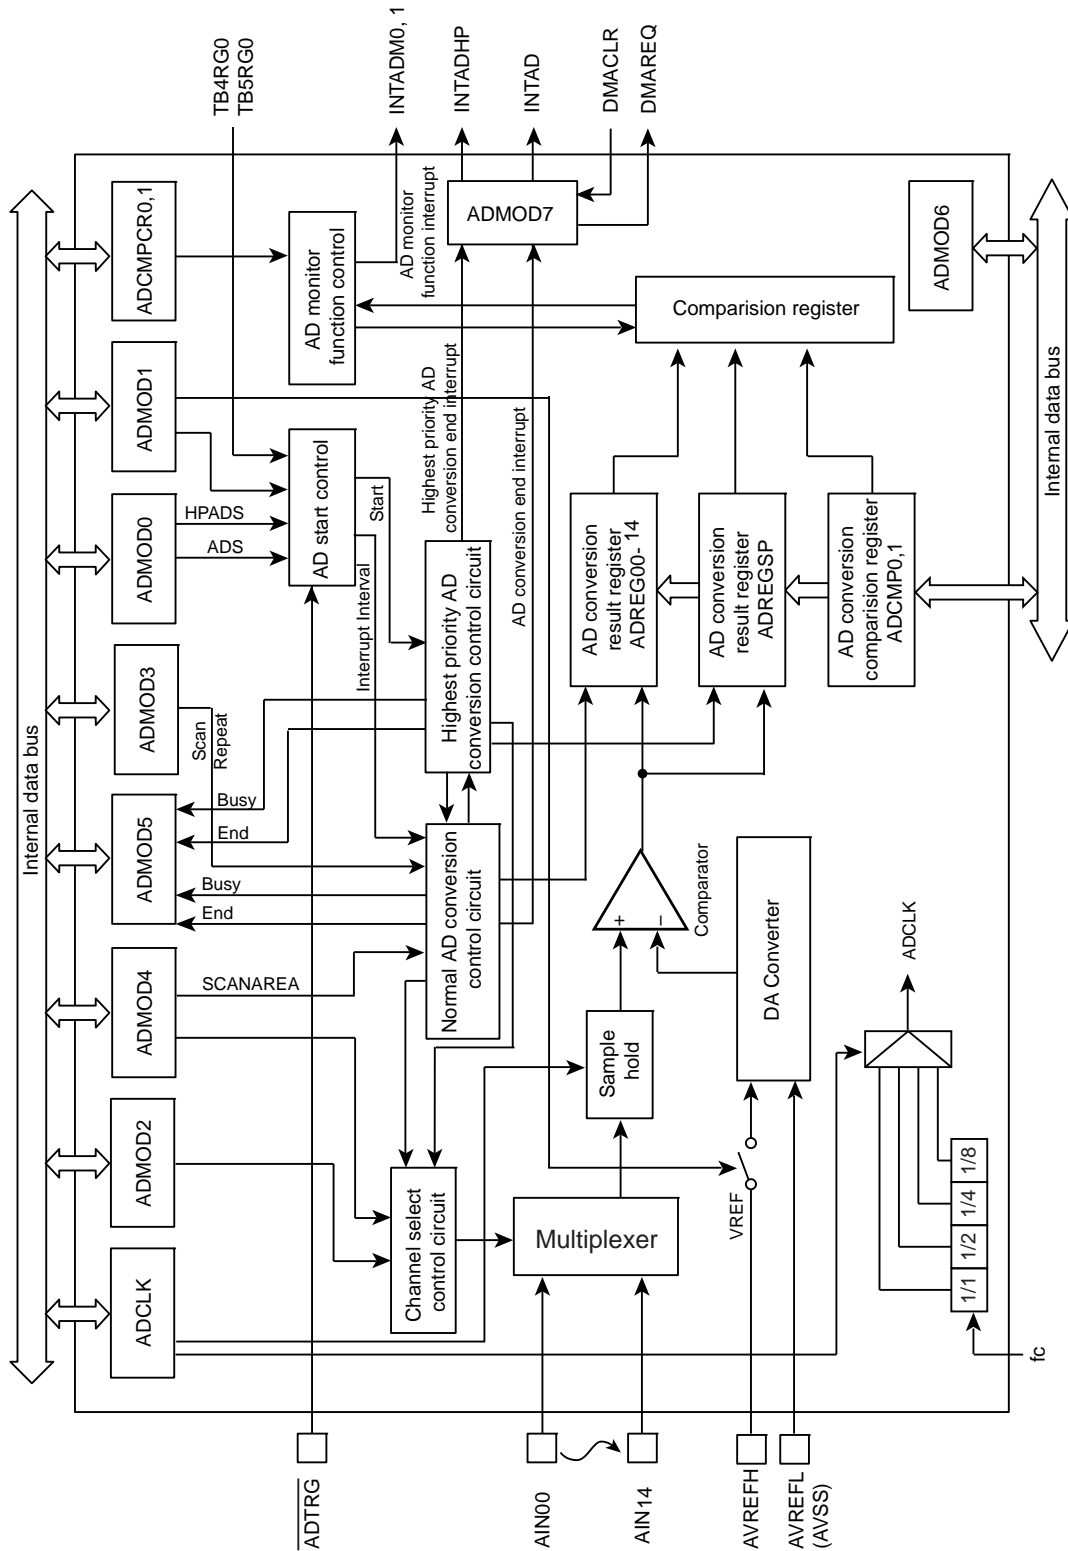 Internal data bus
ADCLK
ADMOD2
ADMOD4
ADMOD5
ADMOD3
ADMOD0
ADMOD1
ADCMPCR0,1
TB4RG0
TB5RG0
SCANAREA
End
Busy
End
Busy
Scan
Repeat
ADS
HPADS
ADTRG
AD start control
Interrupt Interval
Start
AD monitor
function control
AD monitor
function interrupt
INTADM0, 1
Channel select
control circuit
Normal AD conversion
control circuit
Highest priority AD
conversion control circuit
Highest priority AD
conversion end interrupt
AD conversion end interrupt
ADMOD7
INTADHP
INTAD
DMACLR
DMAREQ
AIN00
AIN14
Multiplexer
Sample
hold
+
−
Comparator
AD conversion
result register
ADREG00- 14
AD conversion
result register
ADREGSP
AD conversion
comparision register
ADCMP0,1
Comparision register
AVREFH
AVREFL
(AVSS)
VREF
DA Converter
ADCLK
fc
1/1
1/2
1/4
1/8
ADMOD6
Internal data bus